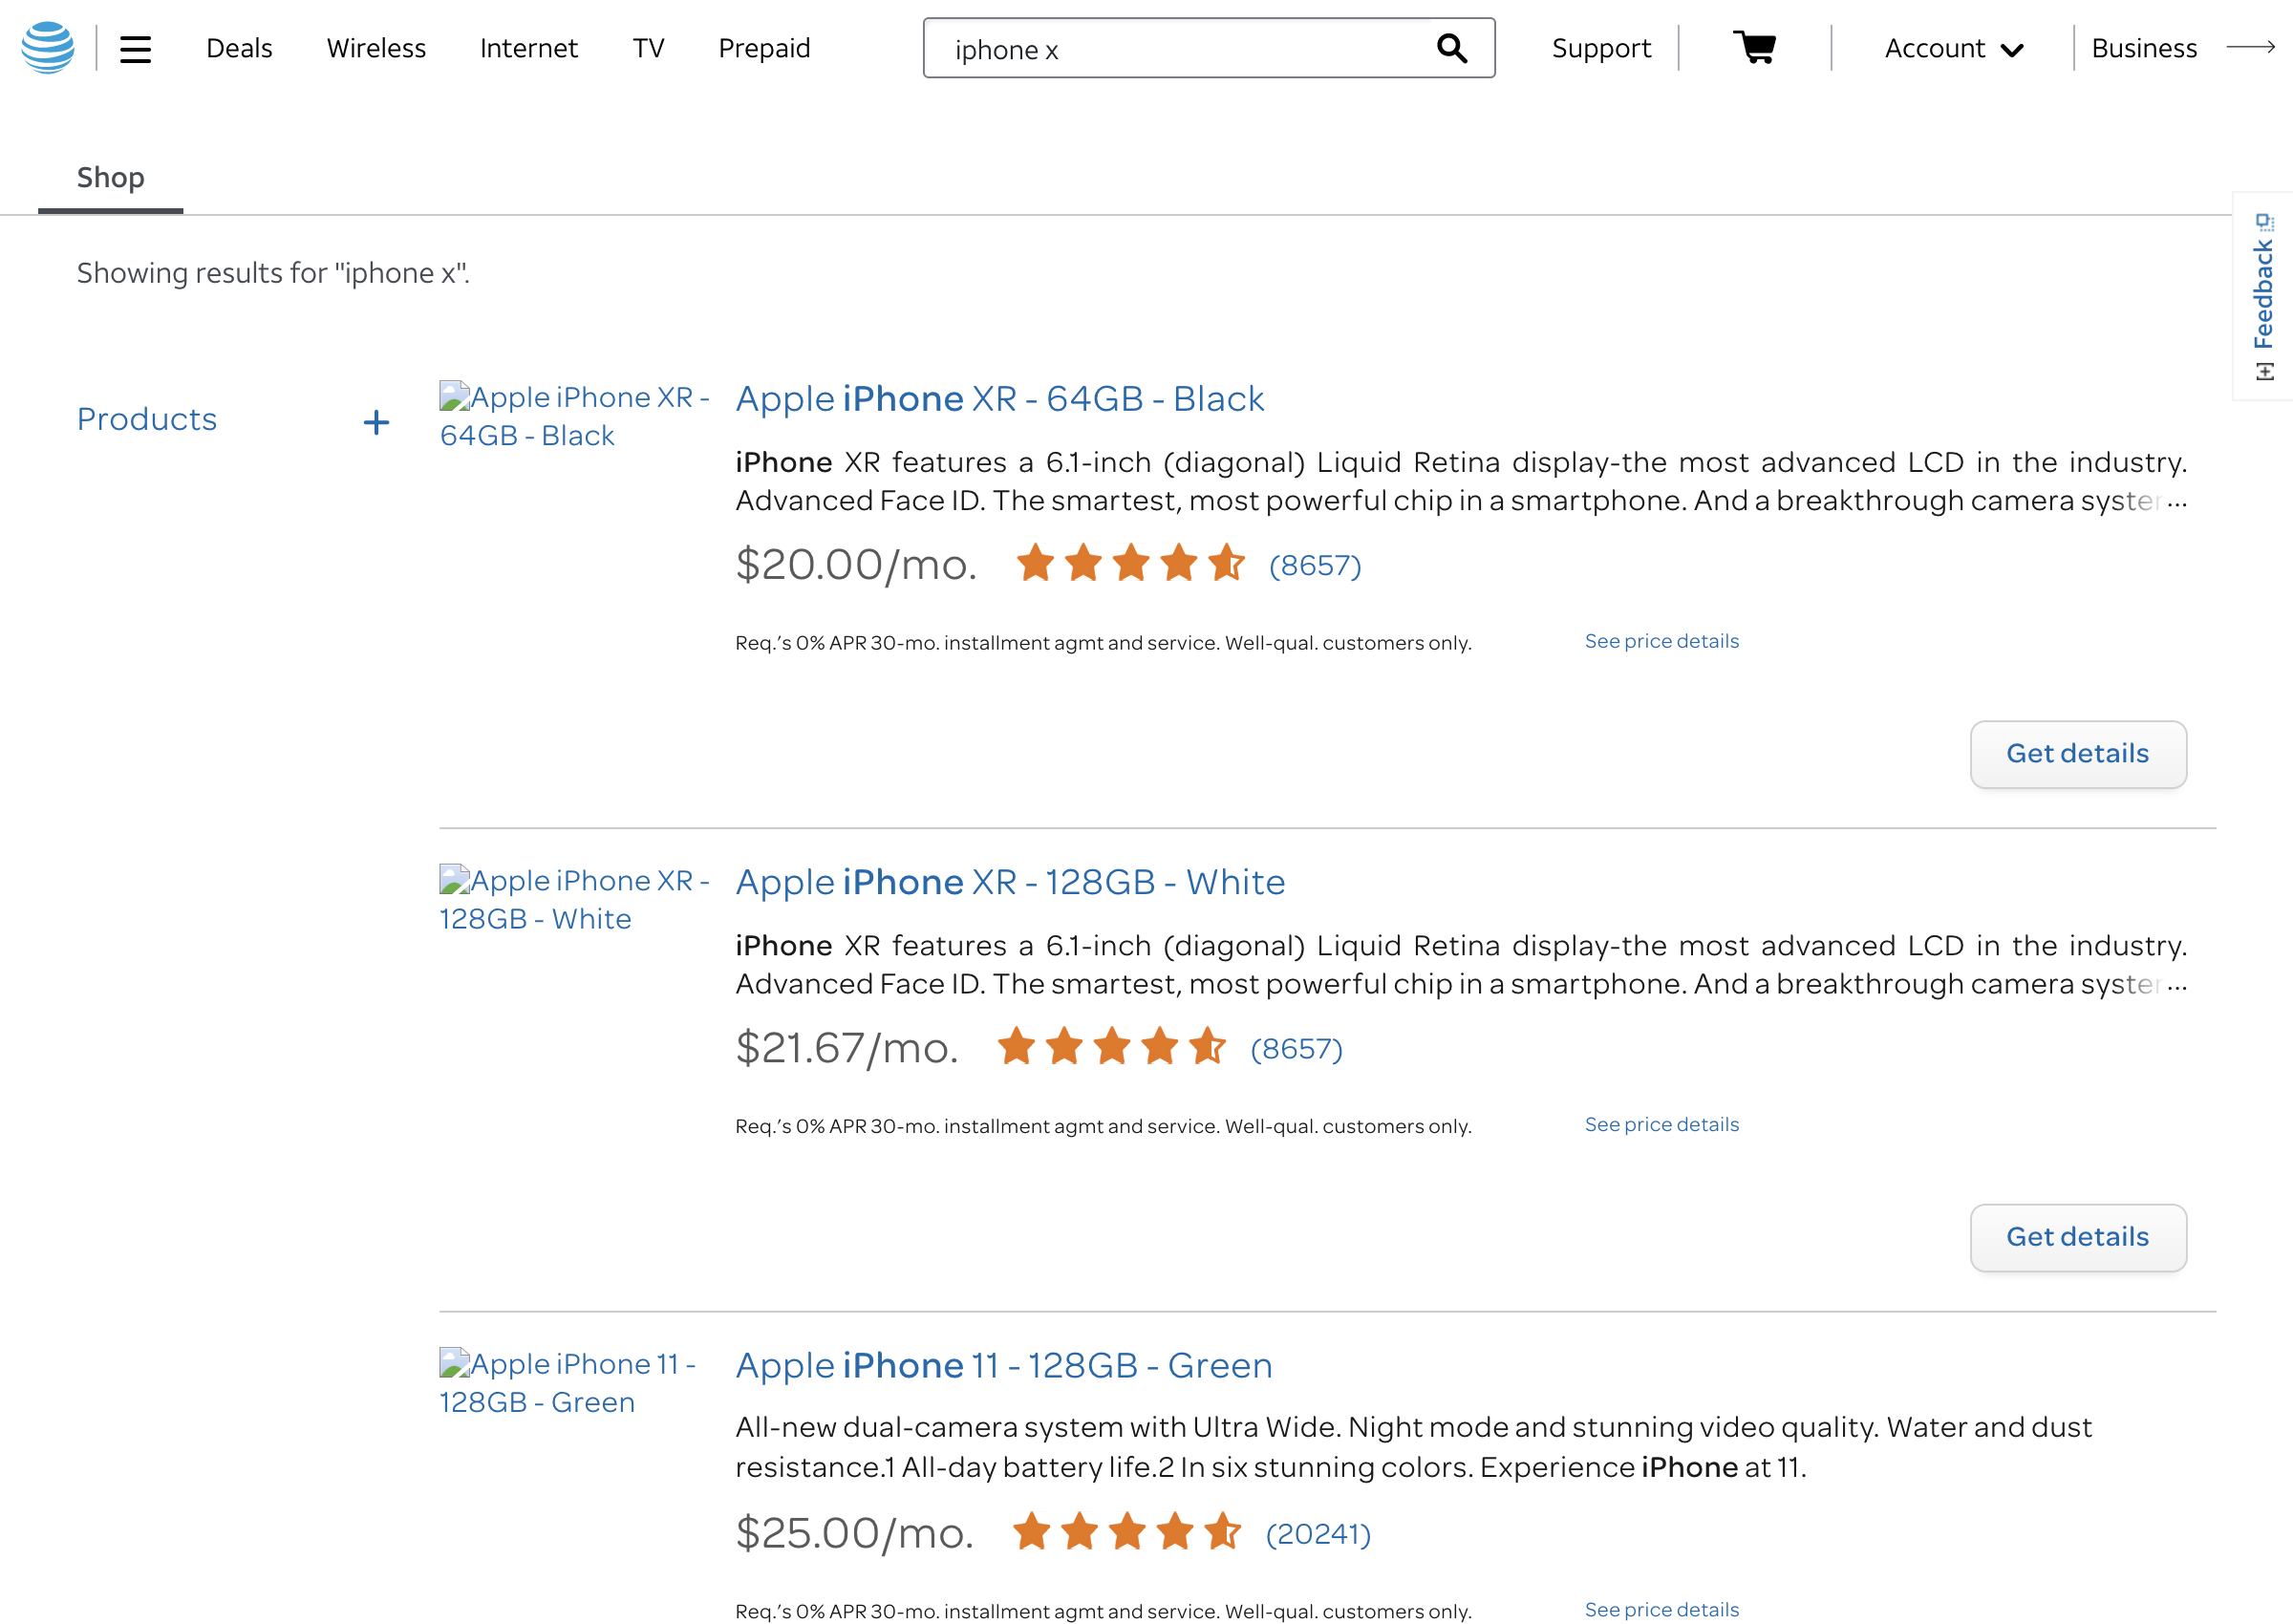 Deals Wireless Internet TV Prepaid iphone x Support Account Business
Shop
Feedback
Showing results for "iphone x".
Products
Apple iPhone XR -
64GB - Black
Apple iPhone XR - 64GB - Black
iPhone XR features a 6.1-inch (diagonal) Liquid Retina display-the most advanced LCD in the industry.
Advanced Face ID. The smartest, most powerful chip in a smartphone. And a breakthrough camera syster...
$20.00/mo. (8657)
Req.'s 0% APR 30-mo. installment agmt and service. Well-qual. customers only. See price details
Get details
Apple iPhone XR -
128GB - White
Apple iPhone XR - 128GB - White
iPhone XR features a 6.1-inch (diagonal) Liquid Retina display-the most advanced LCD in the industry.
Advanced Face ID. The smartest, most powerful chip in a smartphone. And a breakthrough camera syster...
$21.67/mo. (8657)
Req.'s 0% APR 30-mo. installment agmt and service. Well-qual. customers only. See price details
Get details
Apple iPhone 11 -
128GB - Green
Apple iPhone 11 - 128GB - Green
All-new dual-camera system with Ultra Wide. Night mode and stunning video quality. Water and dust
resistance.1 All-day battery life.2 In six stunning colors. Experience iPhone at 11.
$25.00/mo. (20241)
Req.'s 0% APR 30-mo. installment agmt and service. Well-qual. customers only. See price details